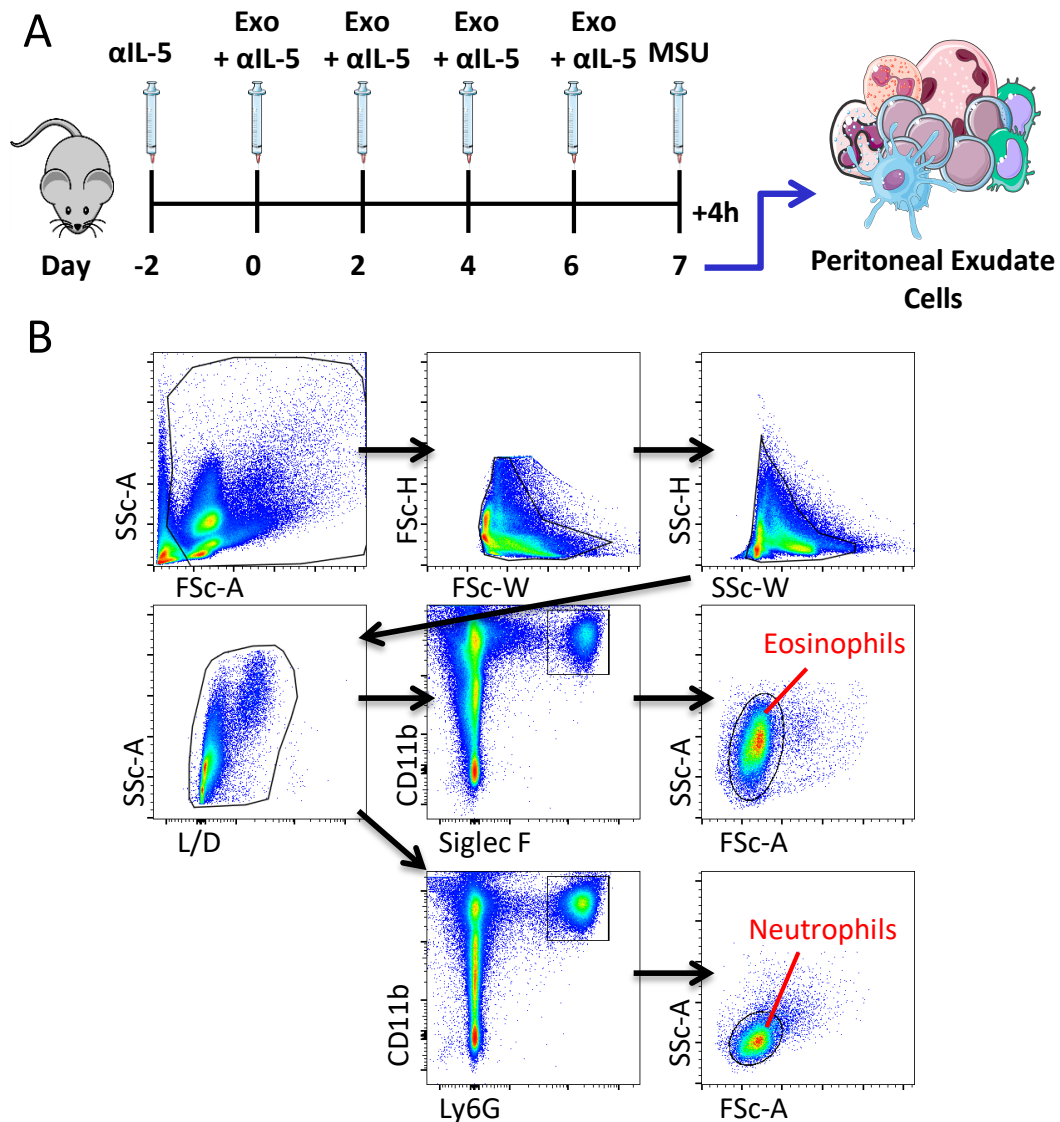 A
αIL-5
Exo
+ αIL-5
Exo
+ αIL-5
Exo
+ αIL-5
Exo
+ αIL-5
MSU
+4h
Day
-2
0
2
4
6
7
Peritoneal Exudate
Cells
B
SSc-A
FSc-A
FSc-H
FSc-W
SSc-H
SSc-W
SSc-A
L/D
CD11b
Siglec F
Eosinophils
SSc-A
FSc-A
CD11b
Ly6G
Neutrophils
SSc-A
FSc-A